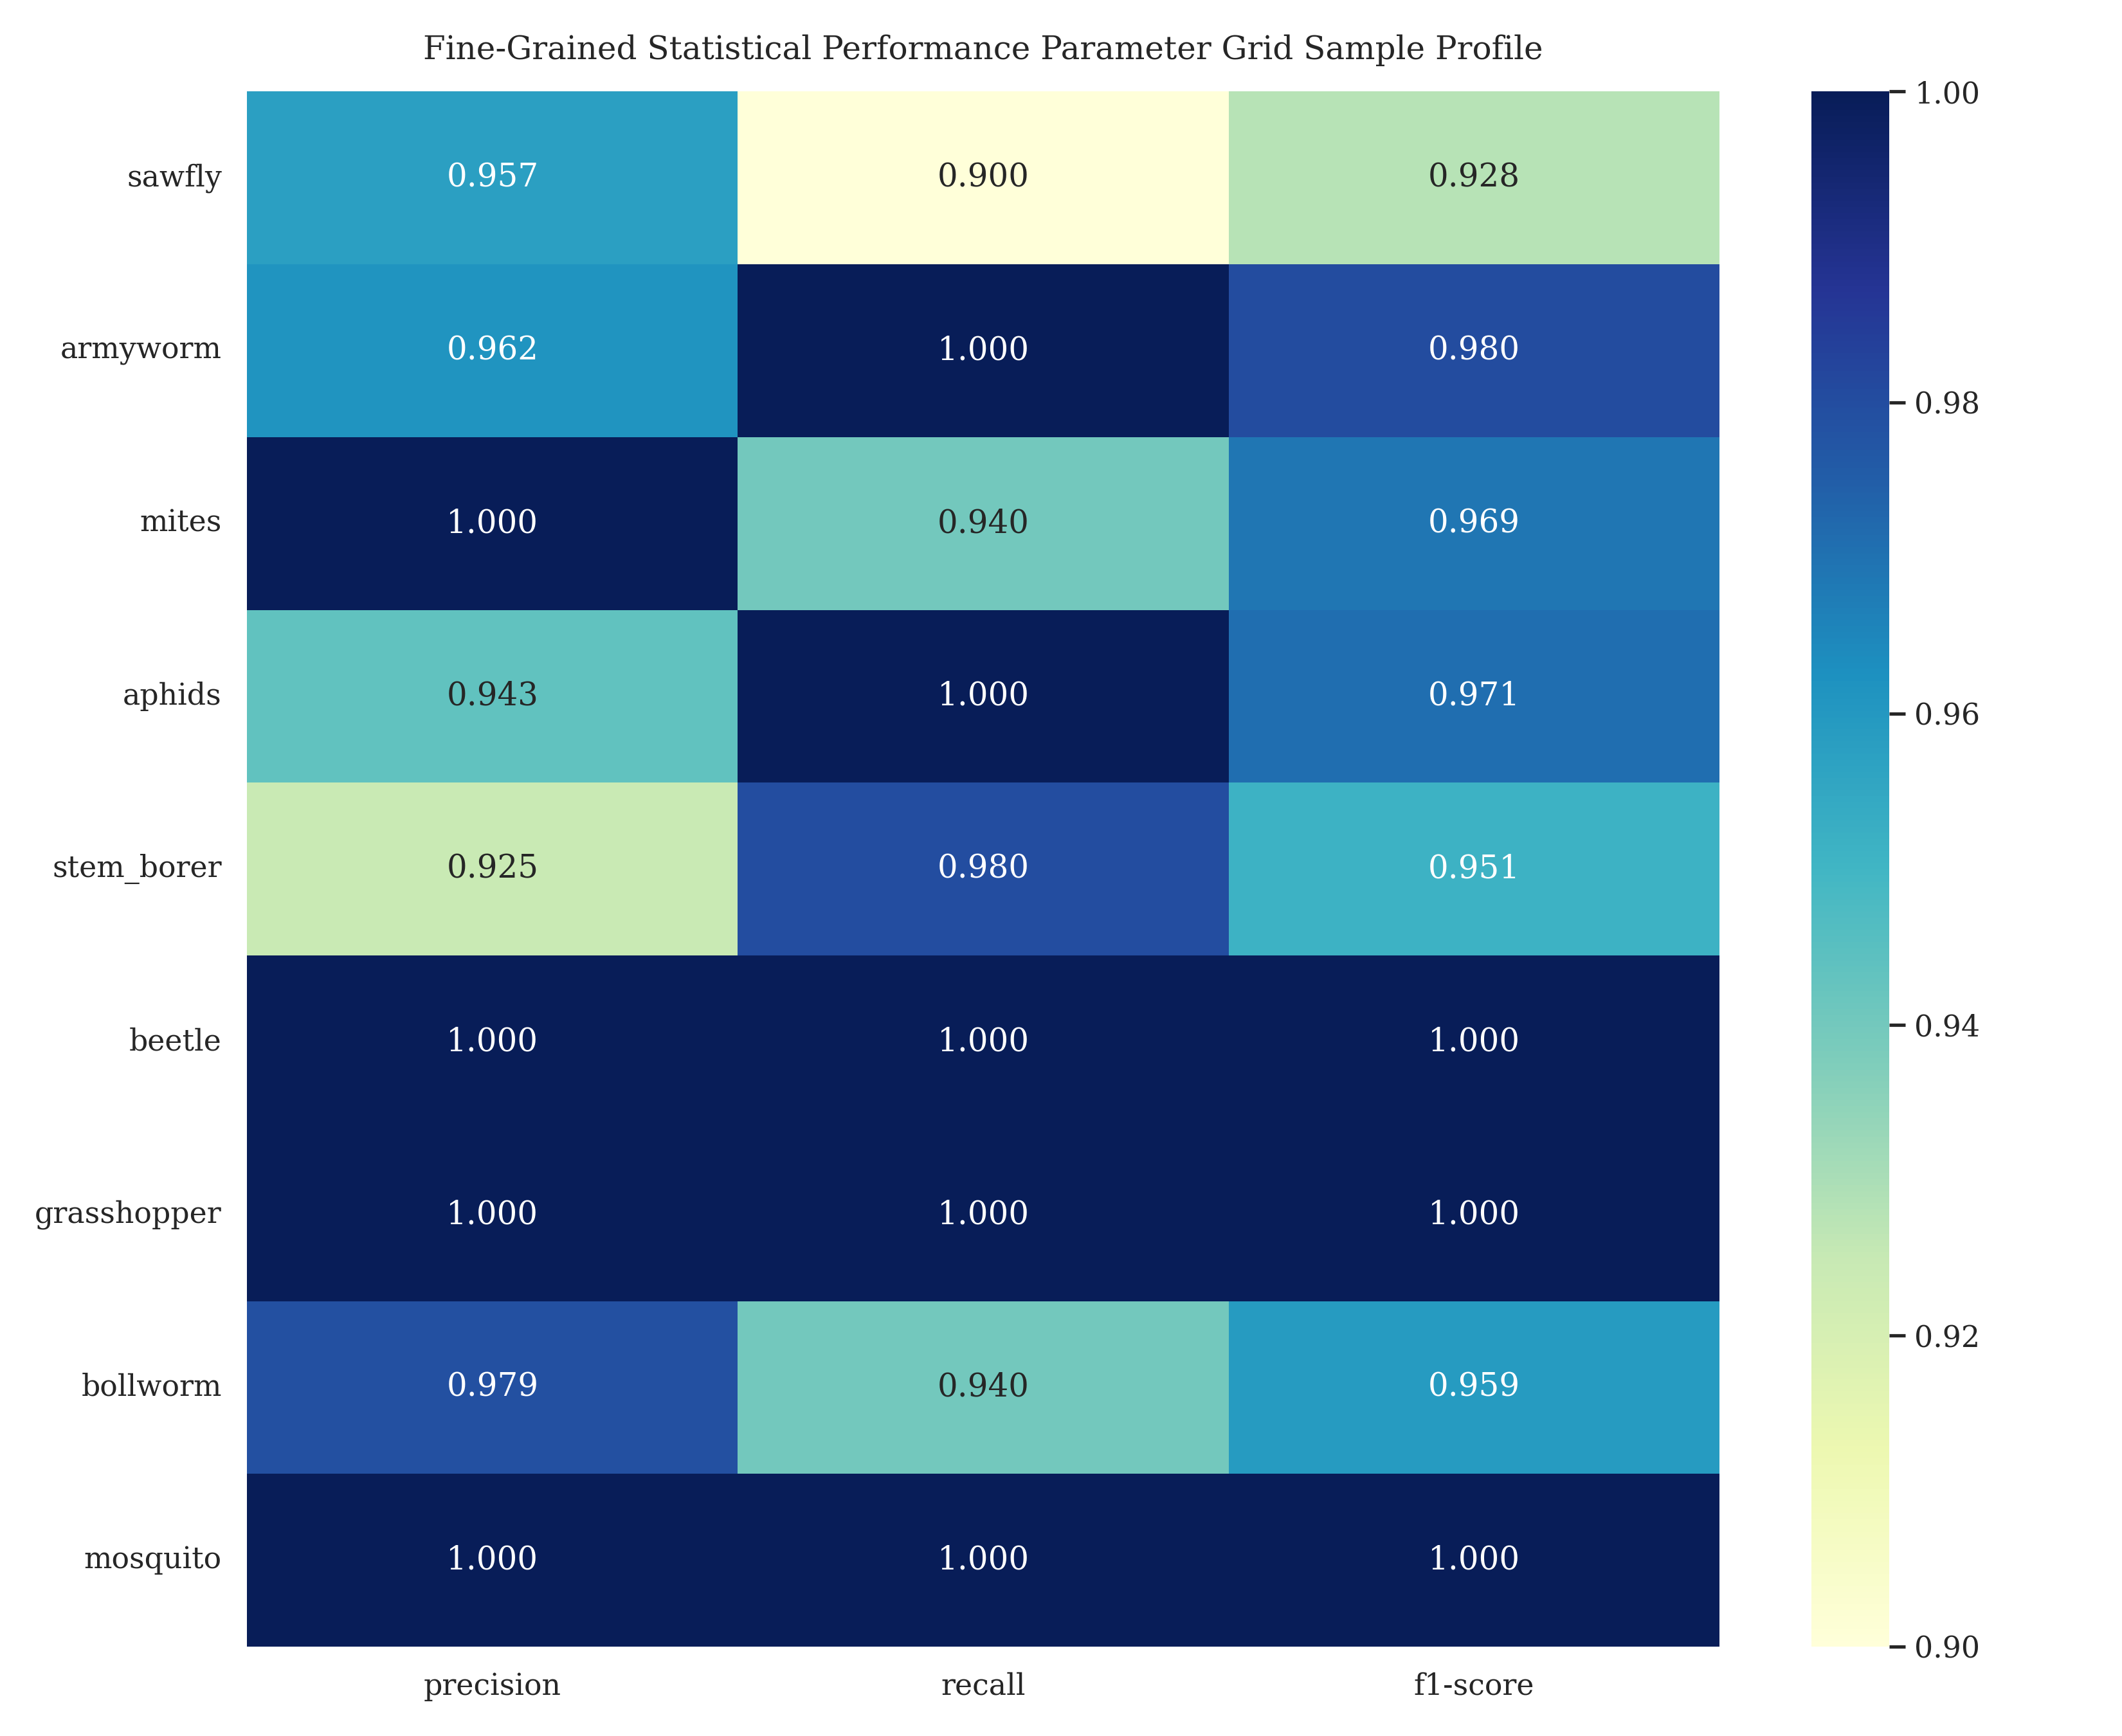 Fine-Grained Statistical Performance Parameter Grid Sample Profile
sawfly 0.957 0.900 0.928
armyworm 0.962 1.000 0.980
mites 1.000 0.940 0.969
aphids 0.943 1.000 0.971
stem_borer 0.925 0.980 0.951
beetle 1.000 1.000 1.000
grasshopper 1.000 1.000 1.000
bollworm 0.979 0.940 0.959
mosquito 1.000 1.000 1.000
precision recall f1-score
1.00
0.98
0.96
0.94
0.92
0.90